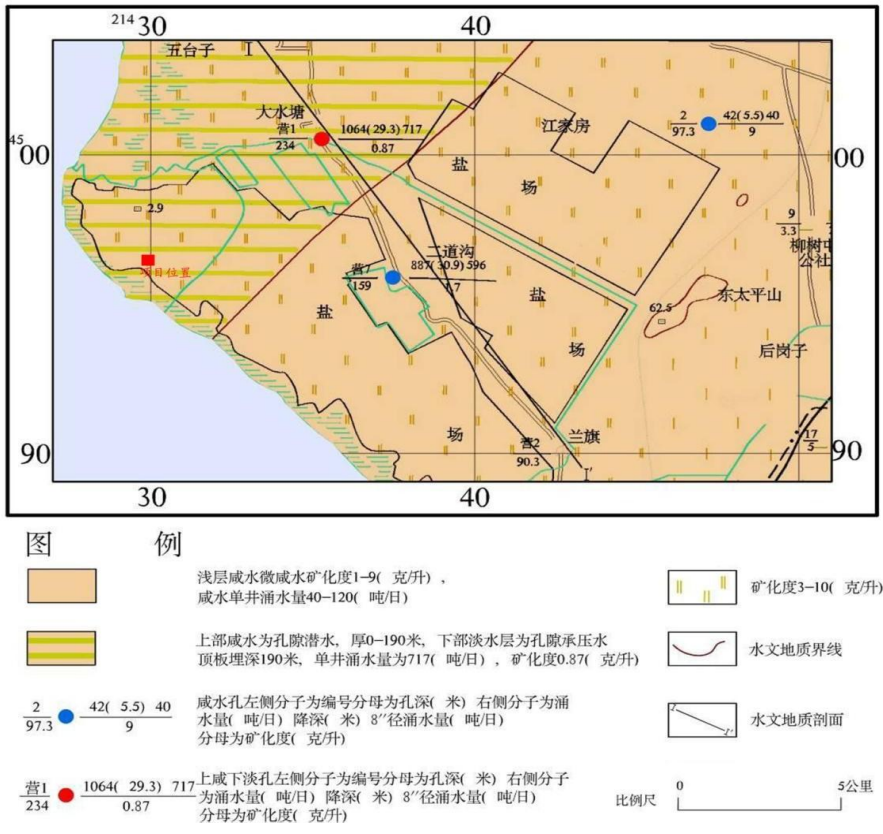 214 30 40
五台子 I
大水塘
营1 1064(29.3)717
234 0.87
江家房
2 42(5.5)40
97.3 9
45
00 00
盐
场
2.9
项目位置
二道沟
营7 887(30.9)596
159 1.7
盐
盐
场
9
3.3
柳树屯
公社
62.5
东太平山
后岗子
场
兰旗
营2
90.3
I'
17
5
90 90
30 40
图 例
浅层咸水微咸水矿化度1-9( 克/升),
咸水单井涌水量40-120( 吨/日)
矿化度3-10( 克/升)
上部咸水为孔隙潜水, 厚0-190米, 下部淡水层为孔隙承压水
顶板埋深190米, 单井涌水量为717( 吨/日), 矿化度0.87( 克/升)
水文地质界线
2 42( 5.5) 40
97.3 9
咸水孔左侧分子为编号分母为孔深( 米) 右侧分子为涌
水量( 吨/日) 降深( 米) 8″径涌水量( 吨/日)
分母为矿化度( 克/升)
I I'
水文地质剖面
营1 1064( 29.3) 717
234 0.87
上咸下淡孔左侧分子为编号分母为孔深( 米) 右侧分子
为涌水量( 吨/日) 降深( 米) 8″径涌水量( 吨/日)
分母为矿化度( 克/升)
比例尺 0 5公里